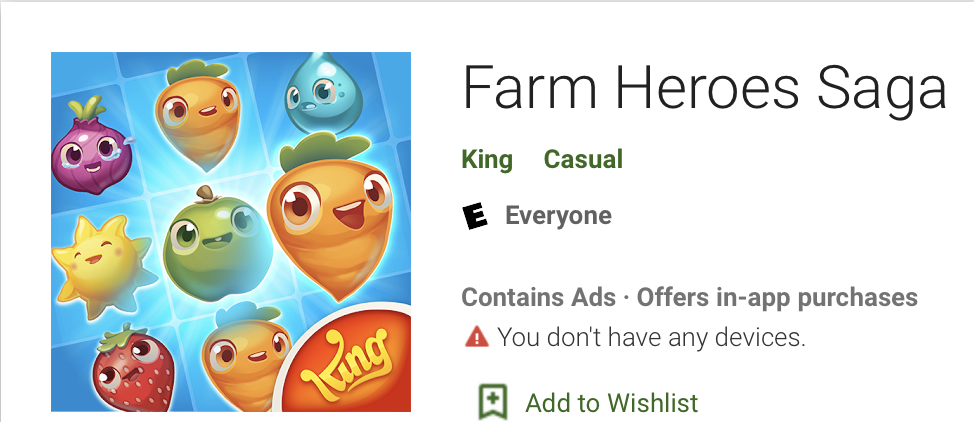 Farm Heroes Saga
King Casual
E Everyone
Contains Ads · Offers in-app purchases
You don't have any devices.
Add to Wishlist
King